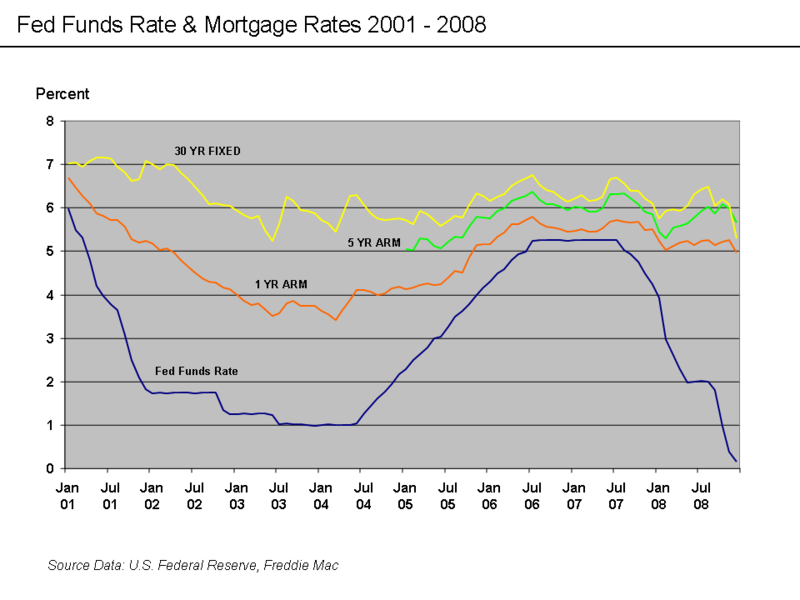 Fed Funds Rate & Mortgage Rates 2001 - 2008
Percent
8
30 YR FIXED
7
6
5 YR ARM
5
1 YR ARM
4
3
Fed Funds Rate
2
1
0
Jan Jul Jan Jul Jan Jul Jan Jul Jan Jul Jan Jul Jan Jul Jan Jul
01 01 02 02 03 03 04 04 05 05 06 06 07 07 08 08
Source Data: U.S. Federal Reserve, Freddie Mac